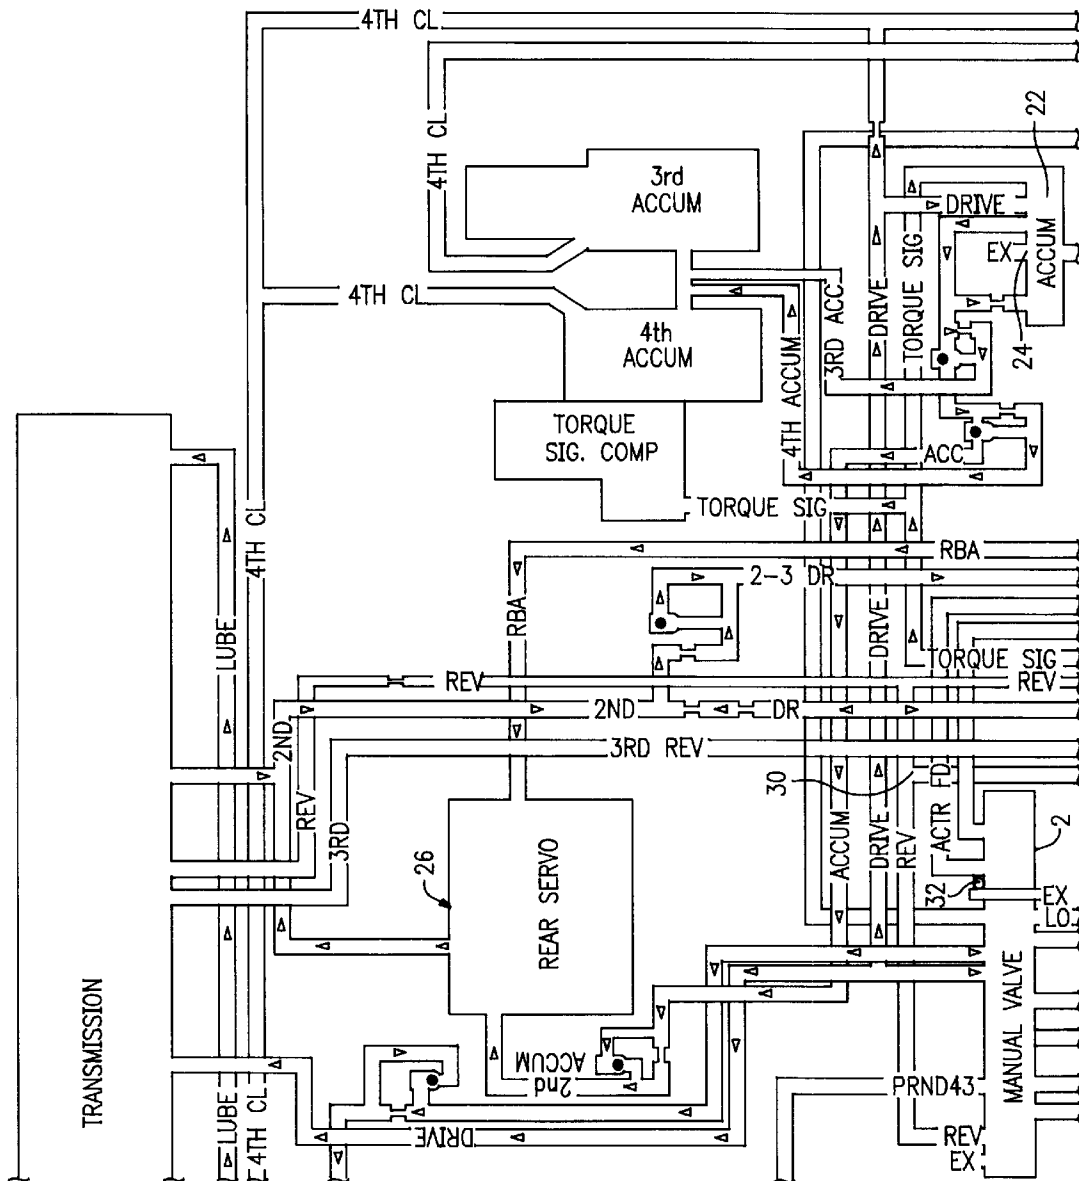 4TH CL
22
4TH CL
3rd
ACCUM
DRIVE
TORQUE SIG
EX
ACCUM
4TH CL
DRIVE
3RD ACC
4th
ACCUM
24
4TH ACCUM
TORQUE
SIG. COMP
ACC
TORQUE SIG
4TH CL
RBA
2-3 DR
RBA
LUBE
DRIVE
TORQUE SIG
REV
REV
2ND
2ND
DR
3RD REV
30
REV
3RD
ACTR FD
2
ACCUM
DRIVE
REV
26
32
EX
LO
REAR SERVO
TRANSMISSION
MANUAL VALVE
2nd
ACCUM
PRND43
DRIVE
LUBE
4TH CL
REV
EX